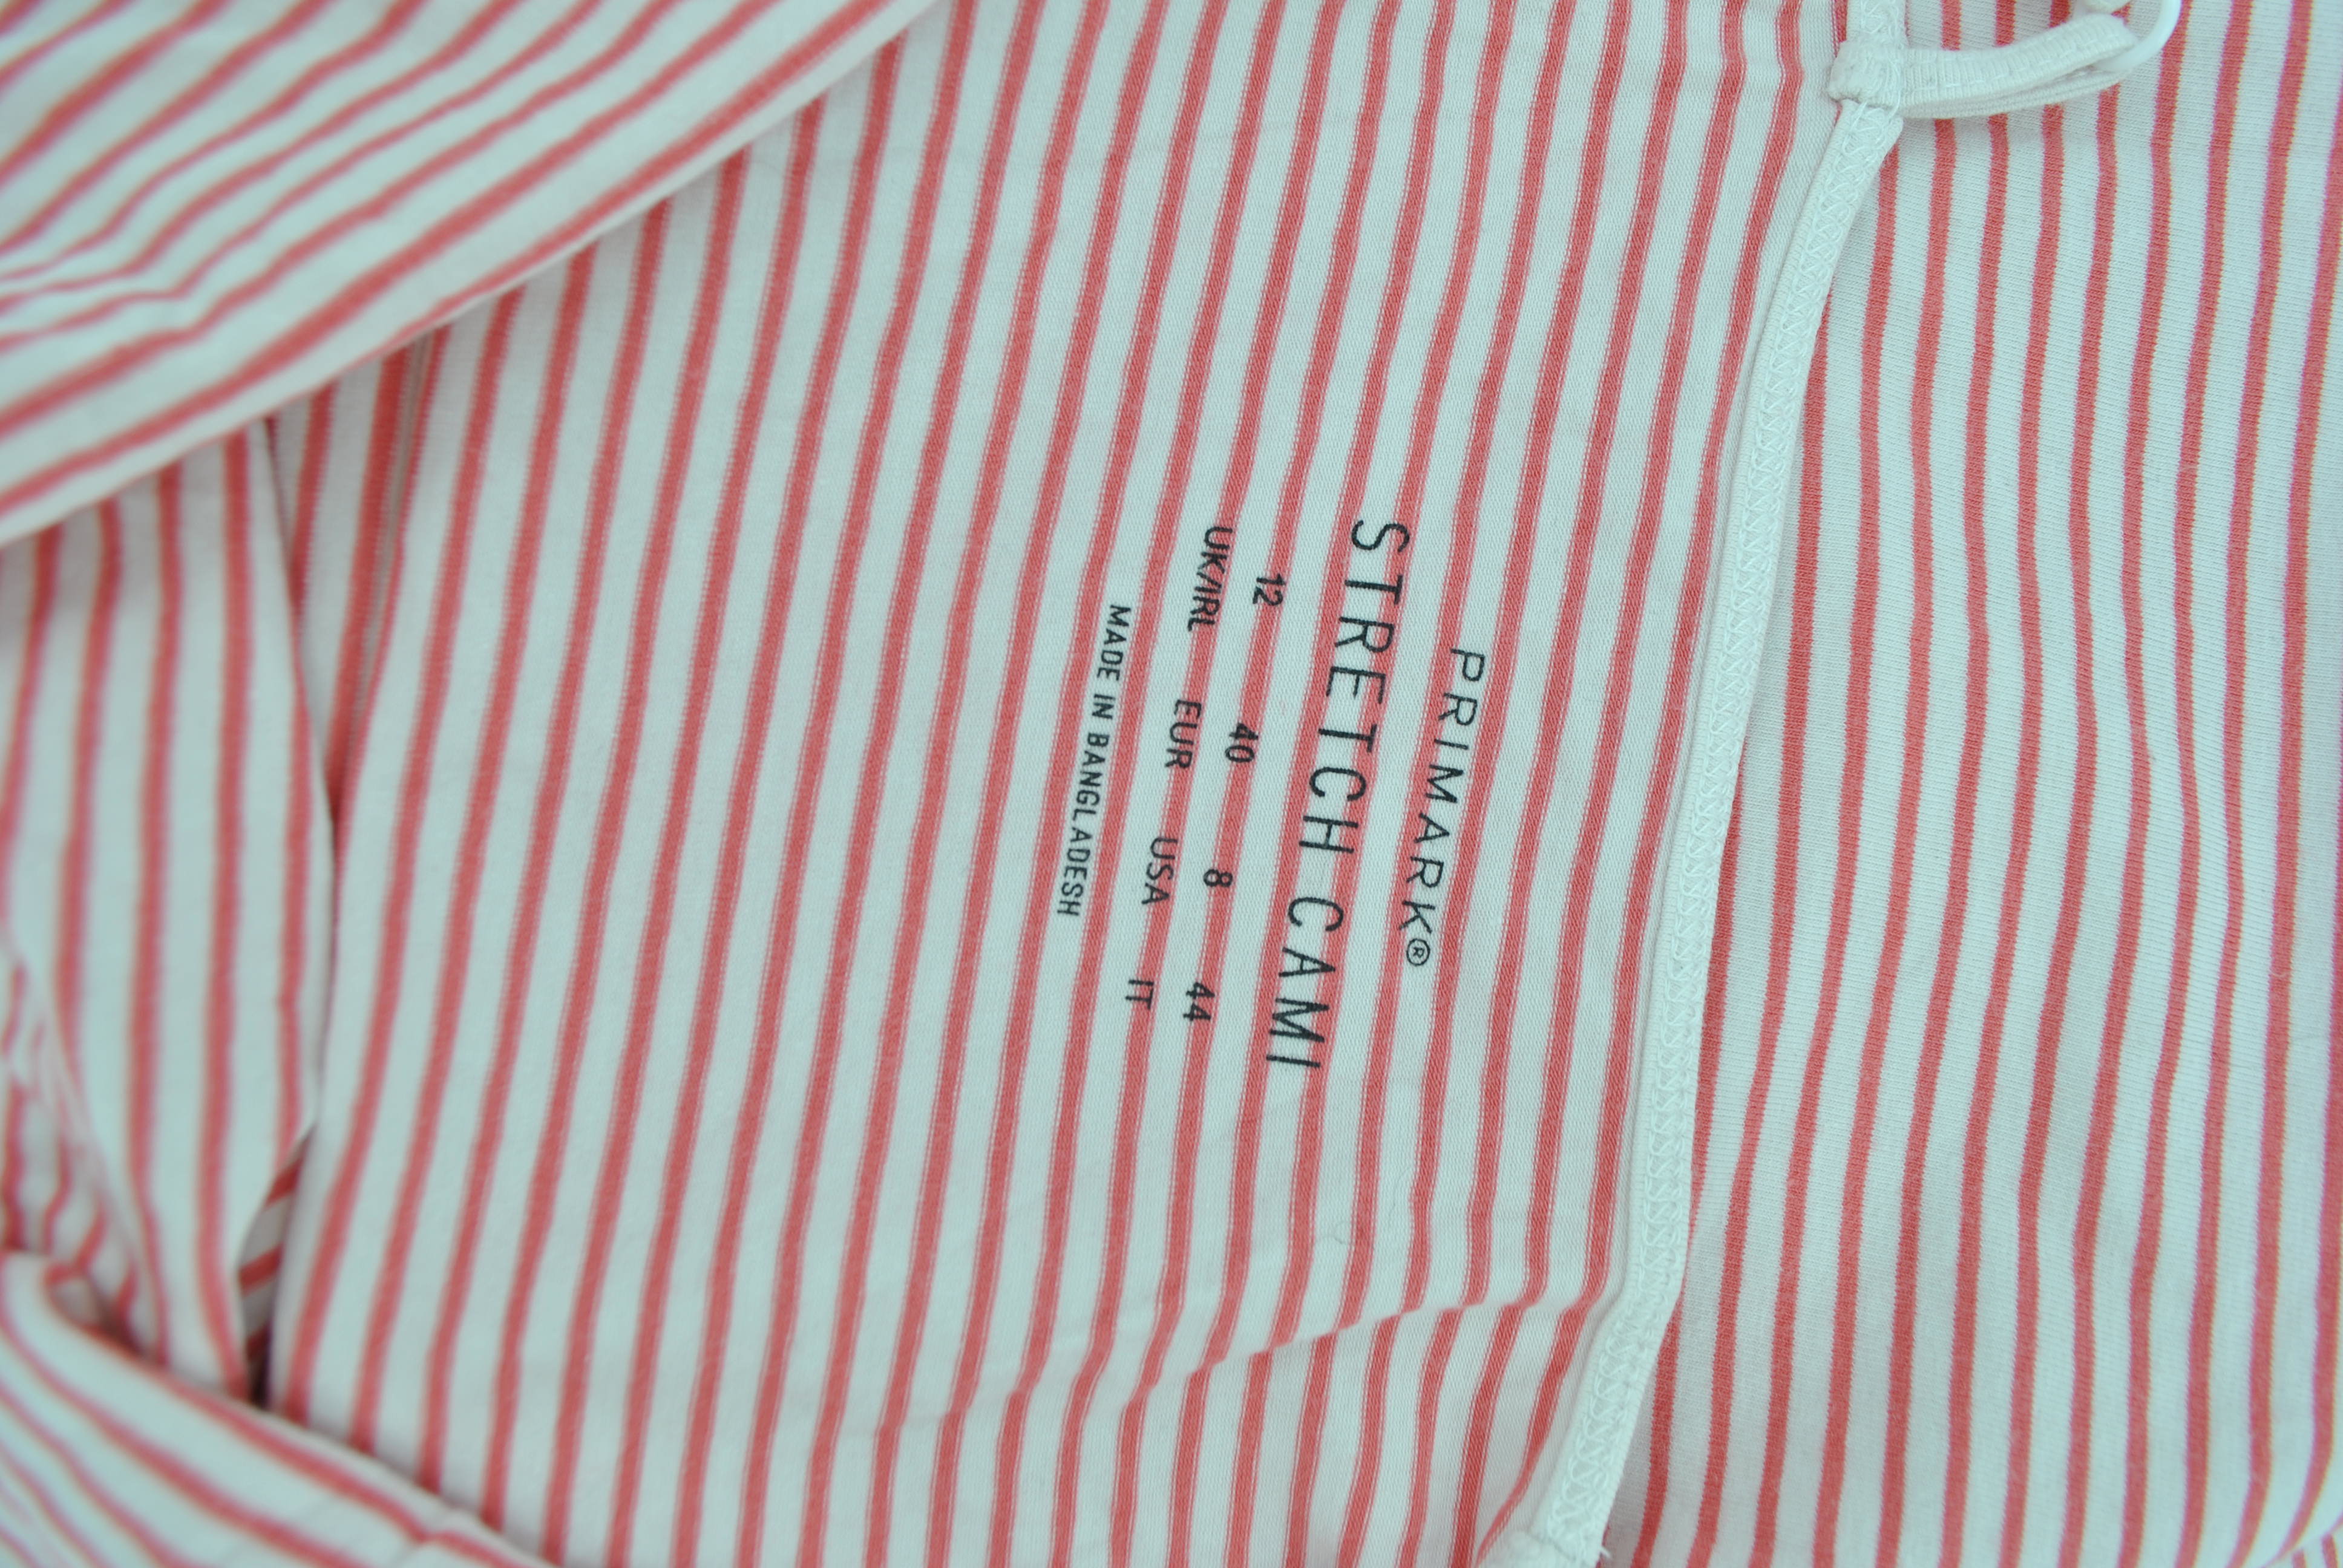 PRIMARK®
STRETCH CAMI
12 40 8 44
UK/IRL EUR USA IT
MADE IN BANGLADESH